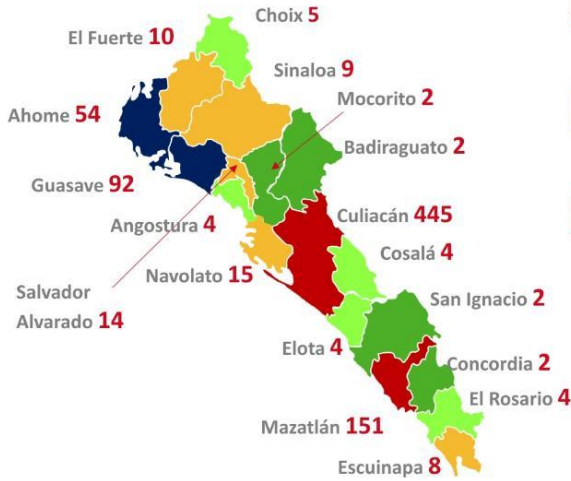 Choix 5
El Fuerte 10
Sinaloa 9
Mocorito 2
Ahome 54
Badiraguato 2
Guasave 92
Culiacán 445
Angostura 4
Cosalá 4
Navolato 15
Salvador
Alvarado 14
San Ignacio 2
Elota 4
Concordia 2
El Rosario 4
Mazatlán 151
Escuinapa 8